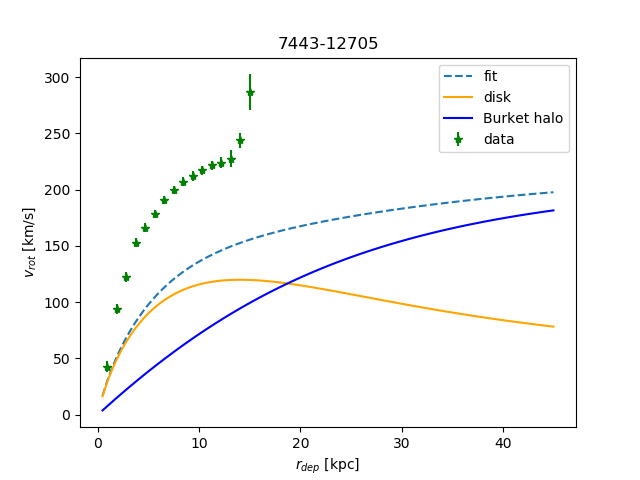 7443-12705
300
250
200
150
100
50
0
v_rot [km/s]
fit
disk
Burket halo
data
0 10 20 30 40
r_dep [kpc]